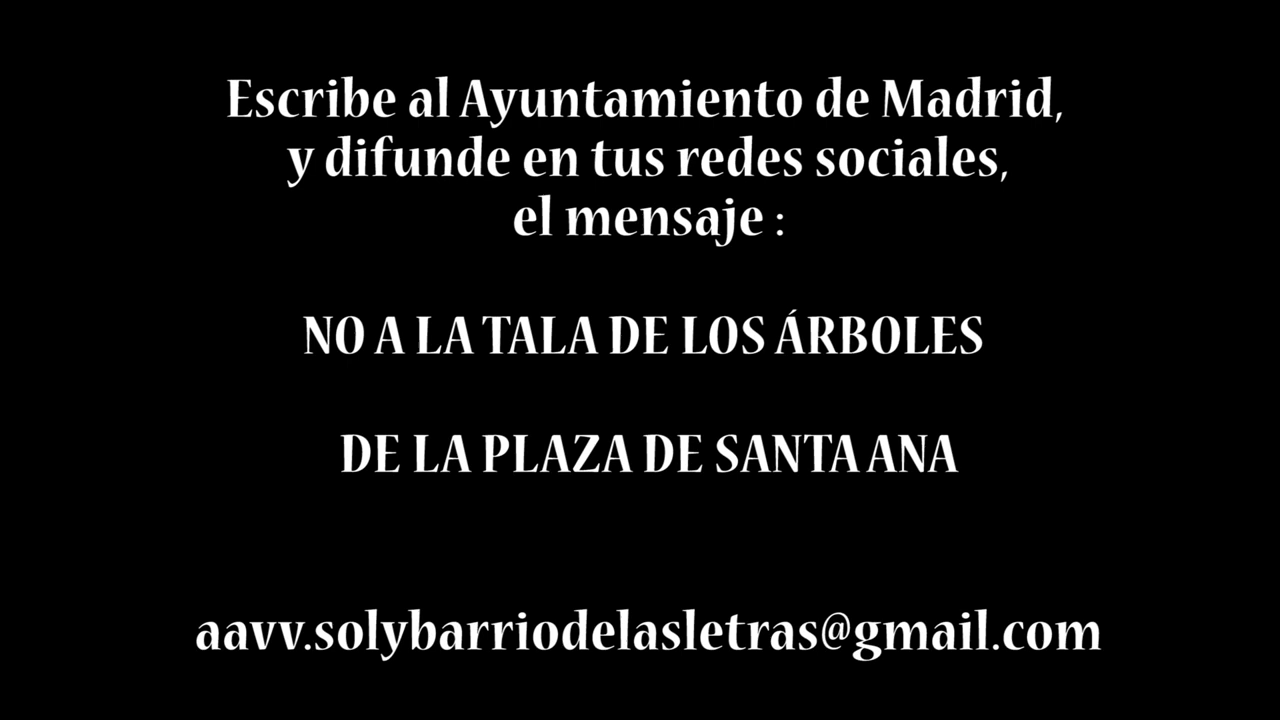 Escribe al Ayuntamiento de Madrid,
y difunde en tus redes sociales,
el mensaje :
NO A LA TALA DE LOS ÁRBOLES
DE LA PLAZA DE SANTA ANA
aavv.solybarriodelasletras@gmail.com